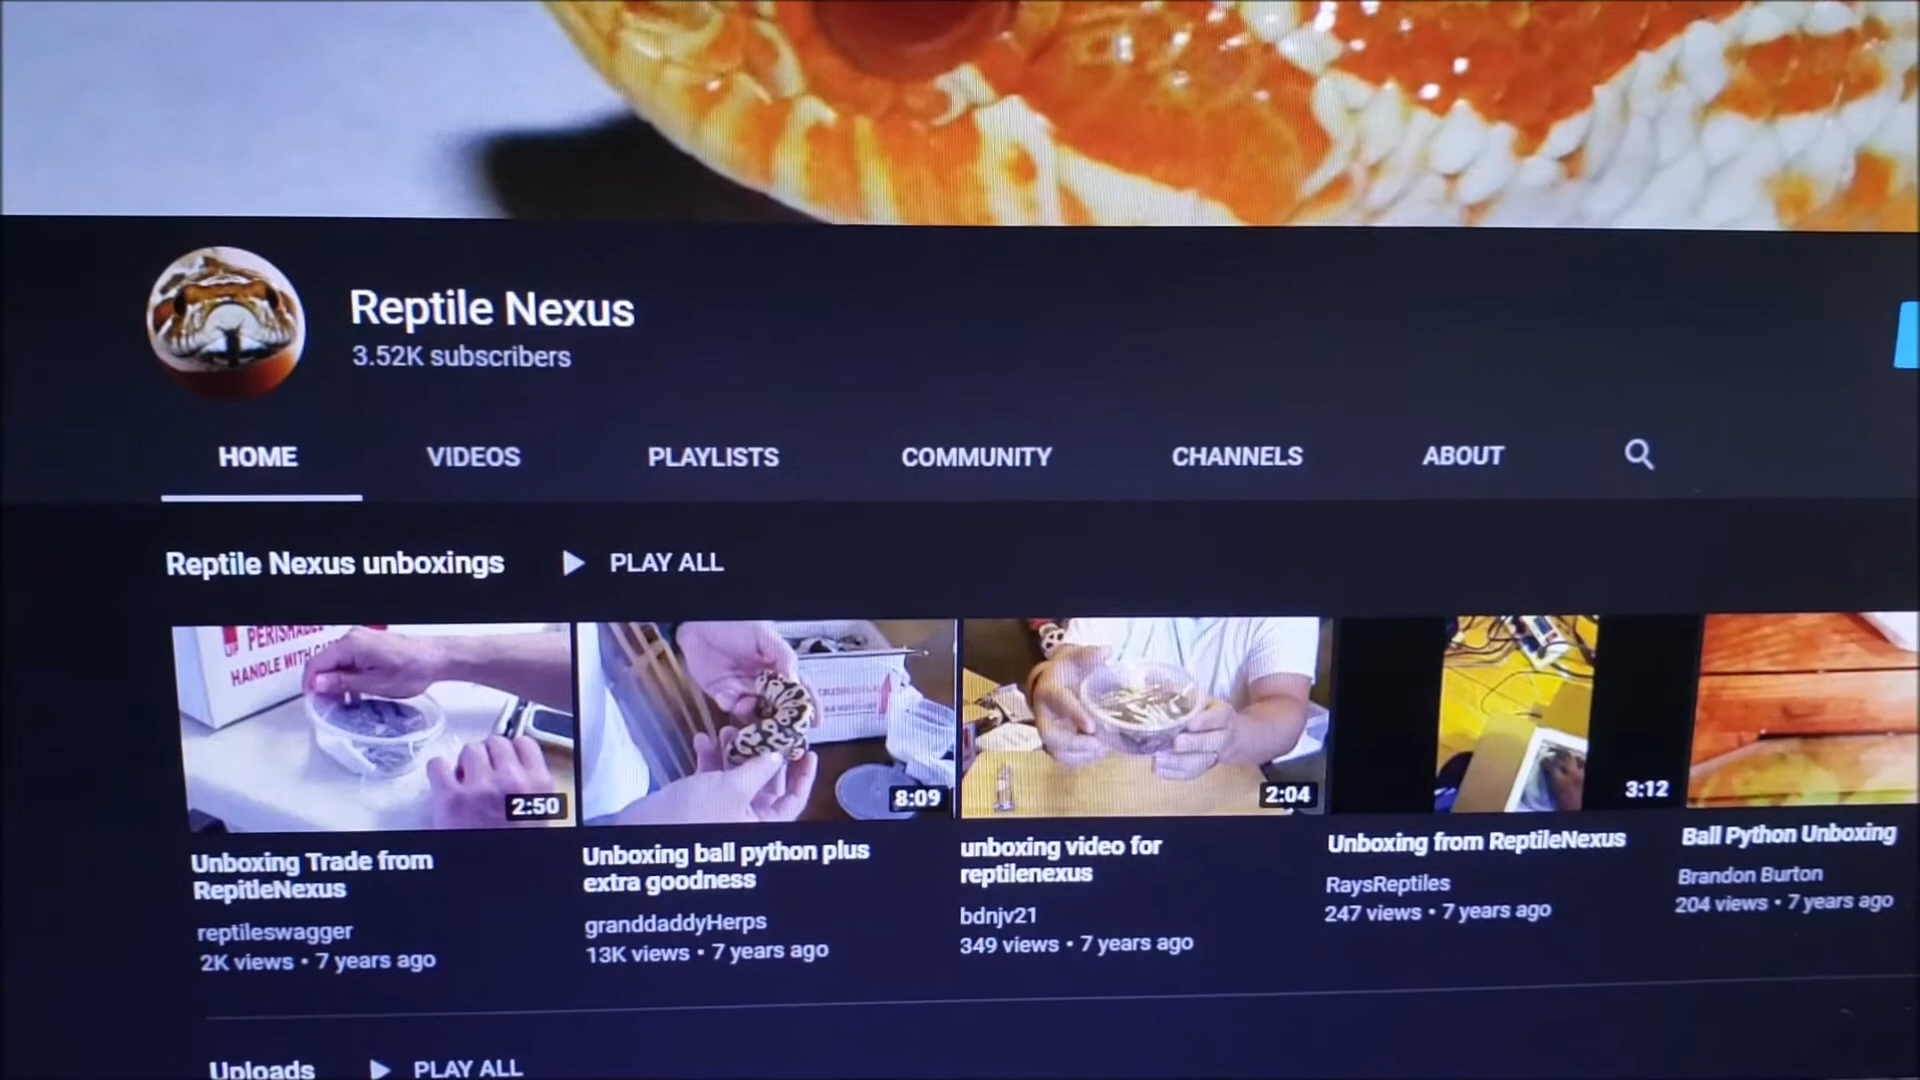 Reptile Nexus
3.52K subscribers
HOME VIDEOS PLAYLISTS COMMUNITY CHANNELS ABOUT
Reptile Nexus unboxings PLAY ALL
UP PERISHABLE
HANDLE WITH
2:50
8:09
2:04
3:12
Unboxing Trade from
RepitleNexus
reptileswagger
2K views • 7 years ago
Unboxing ball python plus
extra goodness
granddaddyHerps
13K views • 7 years ago
unboxing video for
reptilenexus
bdnjv21
349 views • 7 years ago
Unboxing from ReptileNexus
RaysReptiles
247 views • 7 years ago
Ball Python Unboxing
Brandon Burton
204 views • 7 years ago
Uploads PLAY ALL